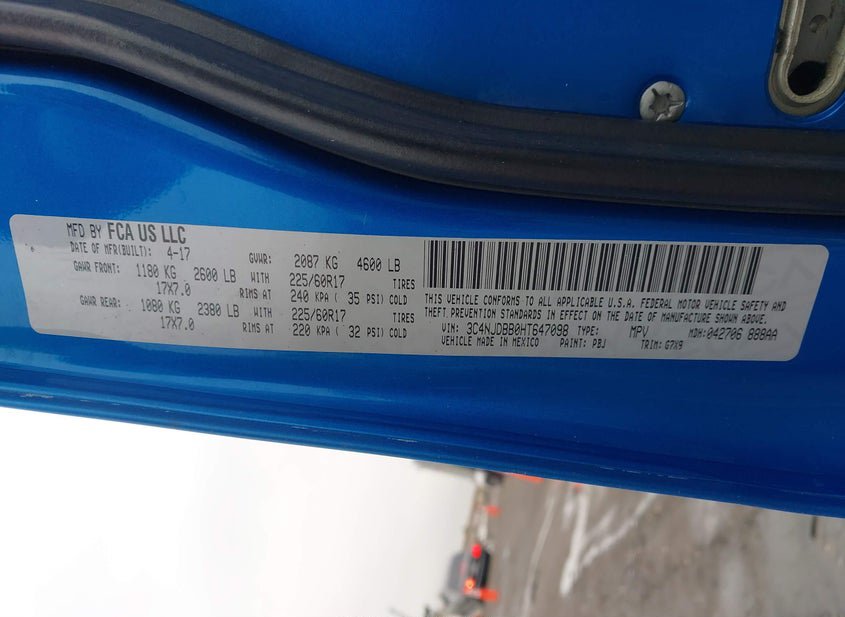 MFD BY FCA US LLC
DATE OF MFR(BUILT): 4-17 GVWR: 2087 KG 4600 LB
GAWR FRONT: 1180 KG 2600 LB WITH 225/60R17 TIRES
17X7.0 RIMS AT 240 KPA ( 35 PSI) COLD
GAWR REAR: 1080 KG 2380 LB WITH 225/60R17 TIRES
17X7.0 RIMS AT 220 KPA ( 32 PSI) COLD
THIS VEHICLE CONFORMS TO ALL APPLICABLE U.S.A. FEDERAL MOTOR VEHICLE SAFETY AND
THEFT PREVENTION STANDARDS IN EFFECT ON THE DATE OF MANUFACTURE SHOWN ABOVE.
VIN: 3C4NJDBB0HT647098 TYPE: MPV MDH:042706 888AA
VEHICLE MADE IN MEXICO PAINT: PBJ TRIM: G7X9